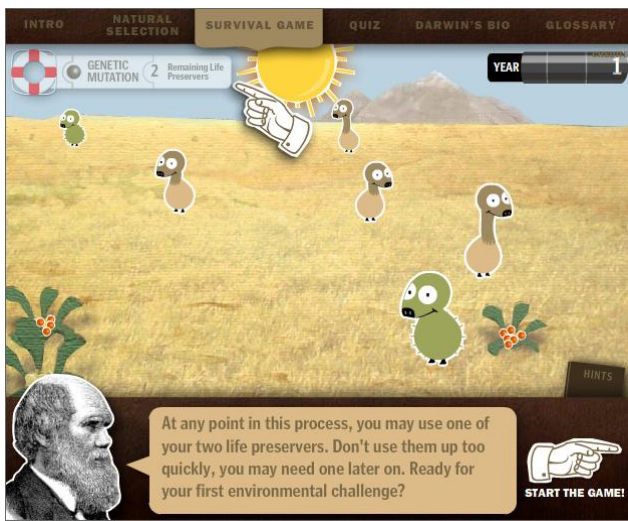 INTRO
NATURAL
SELECTION
SURVIVAL GAME
QUIZ
DARWIN'S BIO
GLOSSARY
GENETIC
MUTATION
2
Remaining Life
Preservers
YEAR
1
HINTS
At any point in this process, you may use one of
your two life preservers. Don't use them up too
quickly, you may need one later on. Ready for
your first environmental challenge?
START THE GAME!